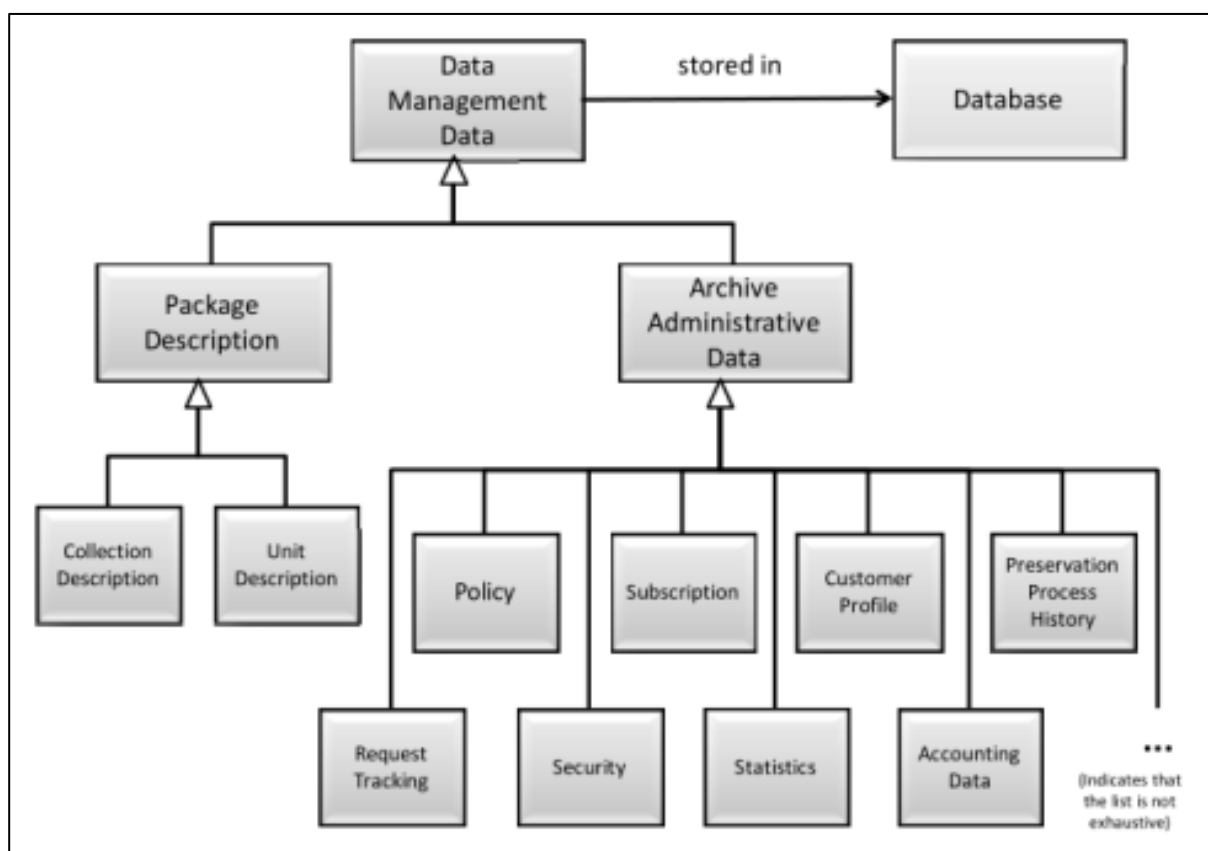 Data
Management
Data
stored in
Database
Package
Description
Archive
Administrative
Data
Collection
Description
Unit
Description
Policy
Subscription
Customer
Profile
Preservation
Process
History
Request
Tracking
Security
Statistics
Accounting
Data
...
(Indicates that
the list is not
exhaustive)